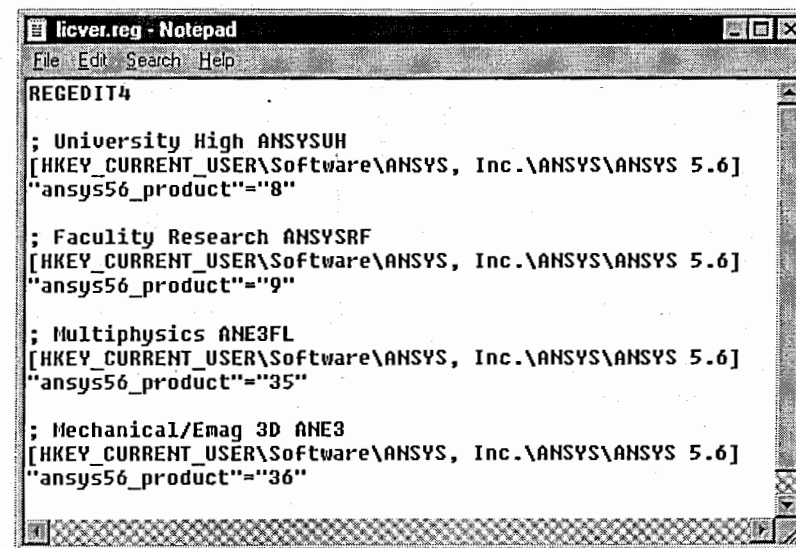 licver.reg - Notepad
File Edit Search Help
REGEDIT4
; University High ANSYSUH
[HKEY_CURRENT_USER\Software\ANSYS, Inc.\ANSYS\ANSYS 5.6]
"ansys56_product"="8"
; Faculity Research ANSYSRF
[HKEY_CURRENT_USER\Software\ANSYS, Inc.\ANSYS\ANSYS 5.6]
"ansys56_product"="9"
; Multiphysics ANE3FL
[HKEY_CURRENT_USER\Software\ANSYS, Inc.\ANSYS\ANSYS 5.6]
"ansys56_product"="35"
; Mechanical/Emag 3D ANE3
[HKEY_CURRENT_USER\Software\ANSYS, Inc.\ANSYS\ANSYS 5.6]
"ansys56_product"="36"